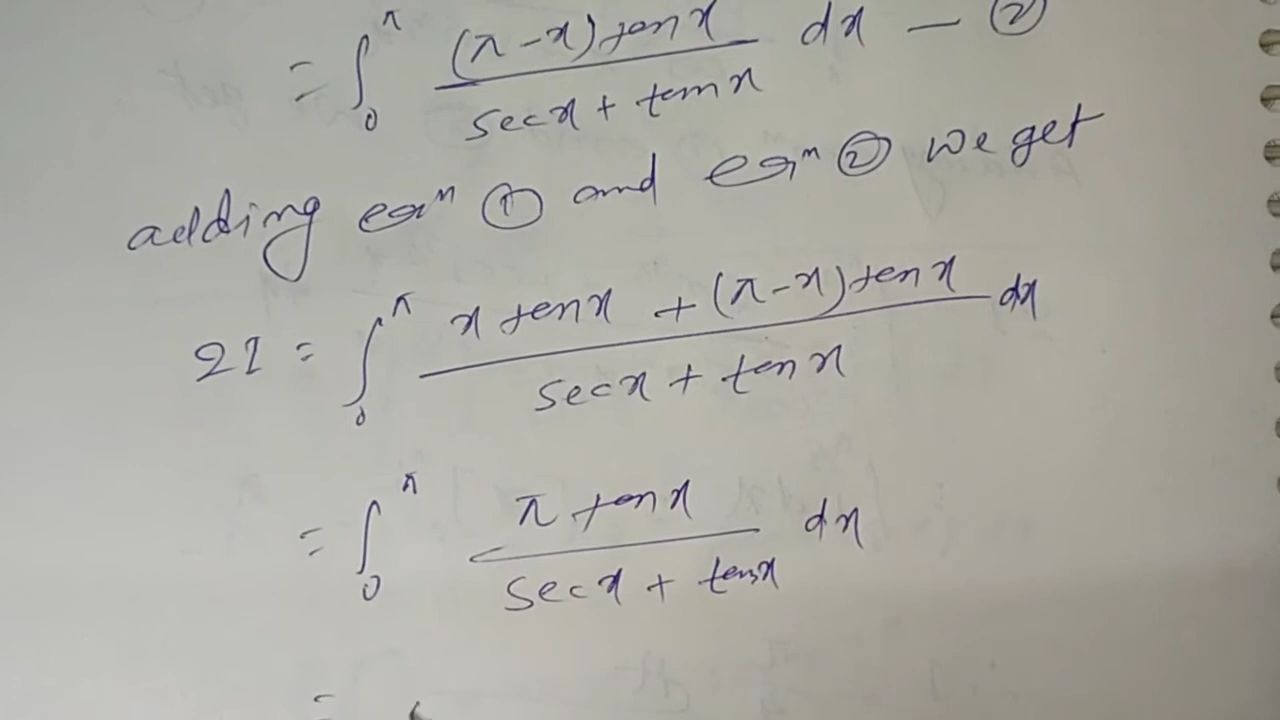 = ∫₀^π (π-x) tan x / (sec x + tan x) dx — ②
adding eqⁿ ① and eqⁿ ② we get
2I = ∫₀^π (x tan x + (π-x) tan x) / (sec x + tan x) dx
= ∫₀^π π tan x / (sec x + tan x) dx
=